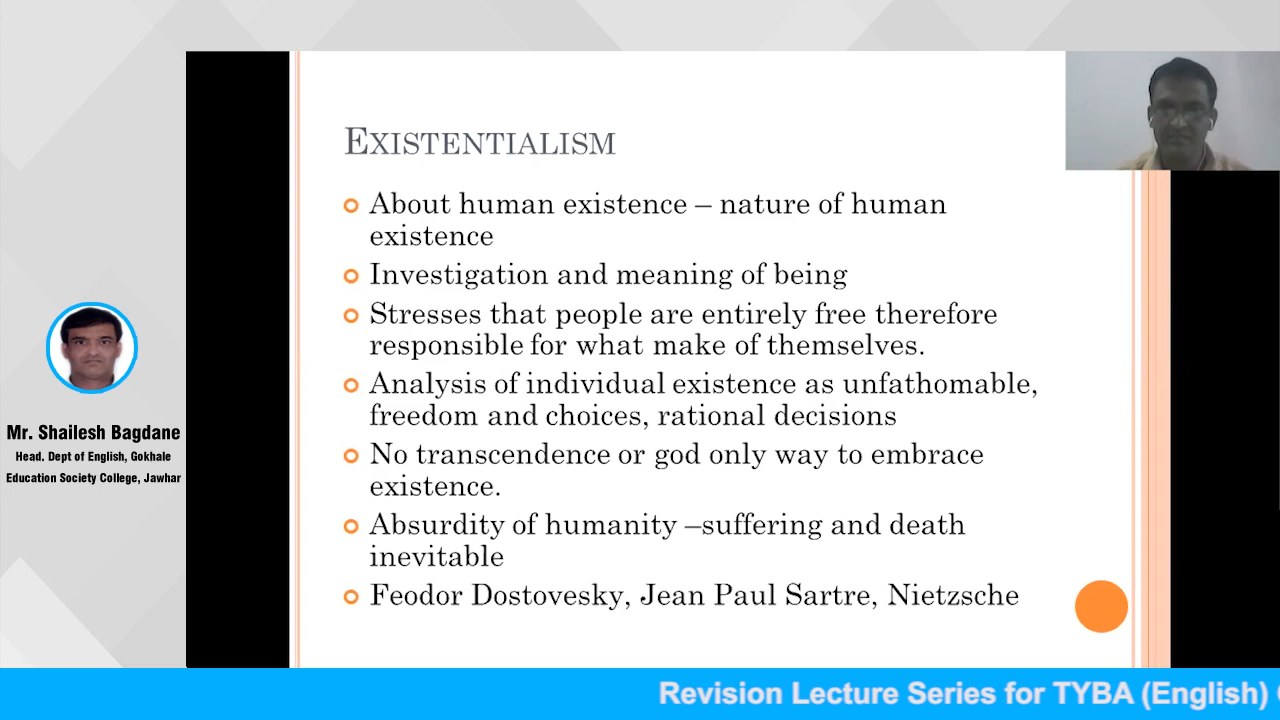 EXISTENTIALISM
About human existence – nature of human
existence
Investigation and meaning of being
Stresses that people are entirely free therefore
responsible for what make of themselves.
Analysis of individual existence as unfathomable,
freedom and choices, rational decisions
No transcendence or god only way to embrace
existence.
Absurdity of humanity –suffering and death
inevitable
Feodor Dostovesky, Jean Paul Sartre, Nietzsche
Mr. Shailesh Bagdane
Head. Dept of English, Gokhale
Education Society College, Jawhar
Revision Lecture Series for TYBA (English)